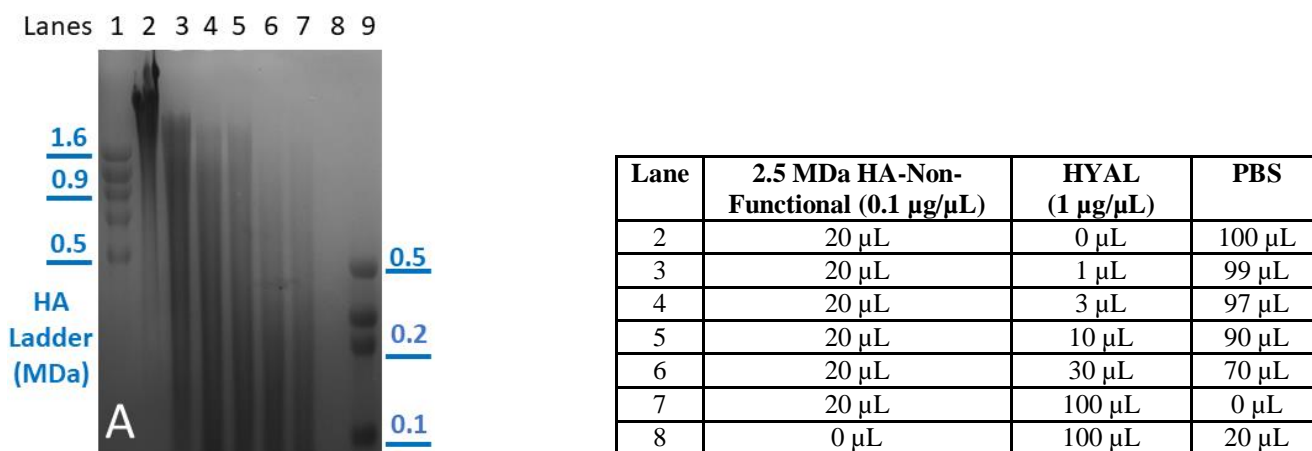 Lanes 1 2 3 4 5 6 7 8 9
1.6
0.9
0.5
HA
Ladder
(MDa)
A
0.5
0.2
0.1
Lane 2.5 MDa HA-Non-Functional (0.1 µg/µL) HYAL (1 µg/µL) PBS
2 20 µL 0 µL 100 µL
3 20 µL 1 µL 99 µL
4 20 µL 3 µL 97 µL
5 20 µL 10 µL 90 µL
6 20 µL 30 µL 70 µL
7 20 µL 100 µL 0 µL
8 0 µL 100 µL 20 µL